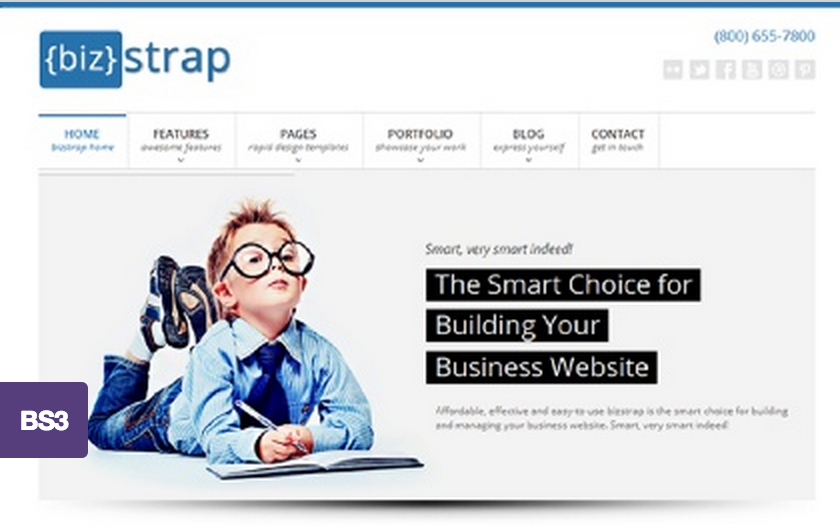 (800) 655-7800
{biz}strap
HOME
bizstrap home
FEATURES
awesome features
PAGES
rapid design templates
PORTFOLIO
showcase your work
BLOG
express yourself
CONTACT
get in touch
Smart, very smart indeed!
The Smart Choice for
Building Your
Business Website
Affordable, effective and easy-to-use bizstrap is the smart choice for building
and managing your business website. Smart, very smart indeed!
BS3